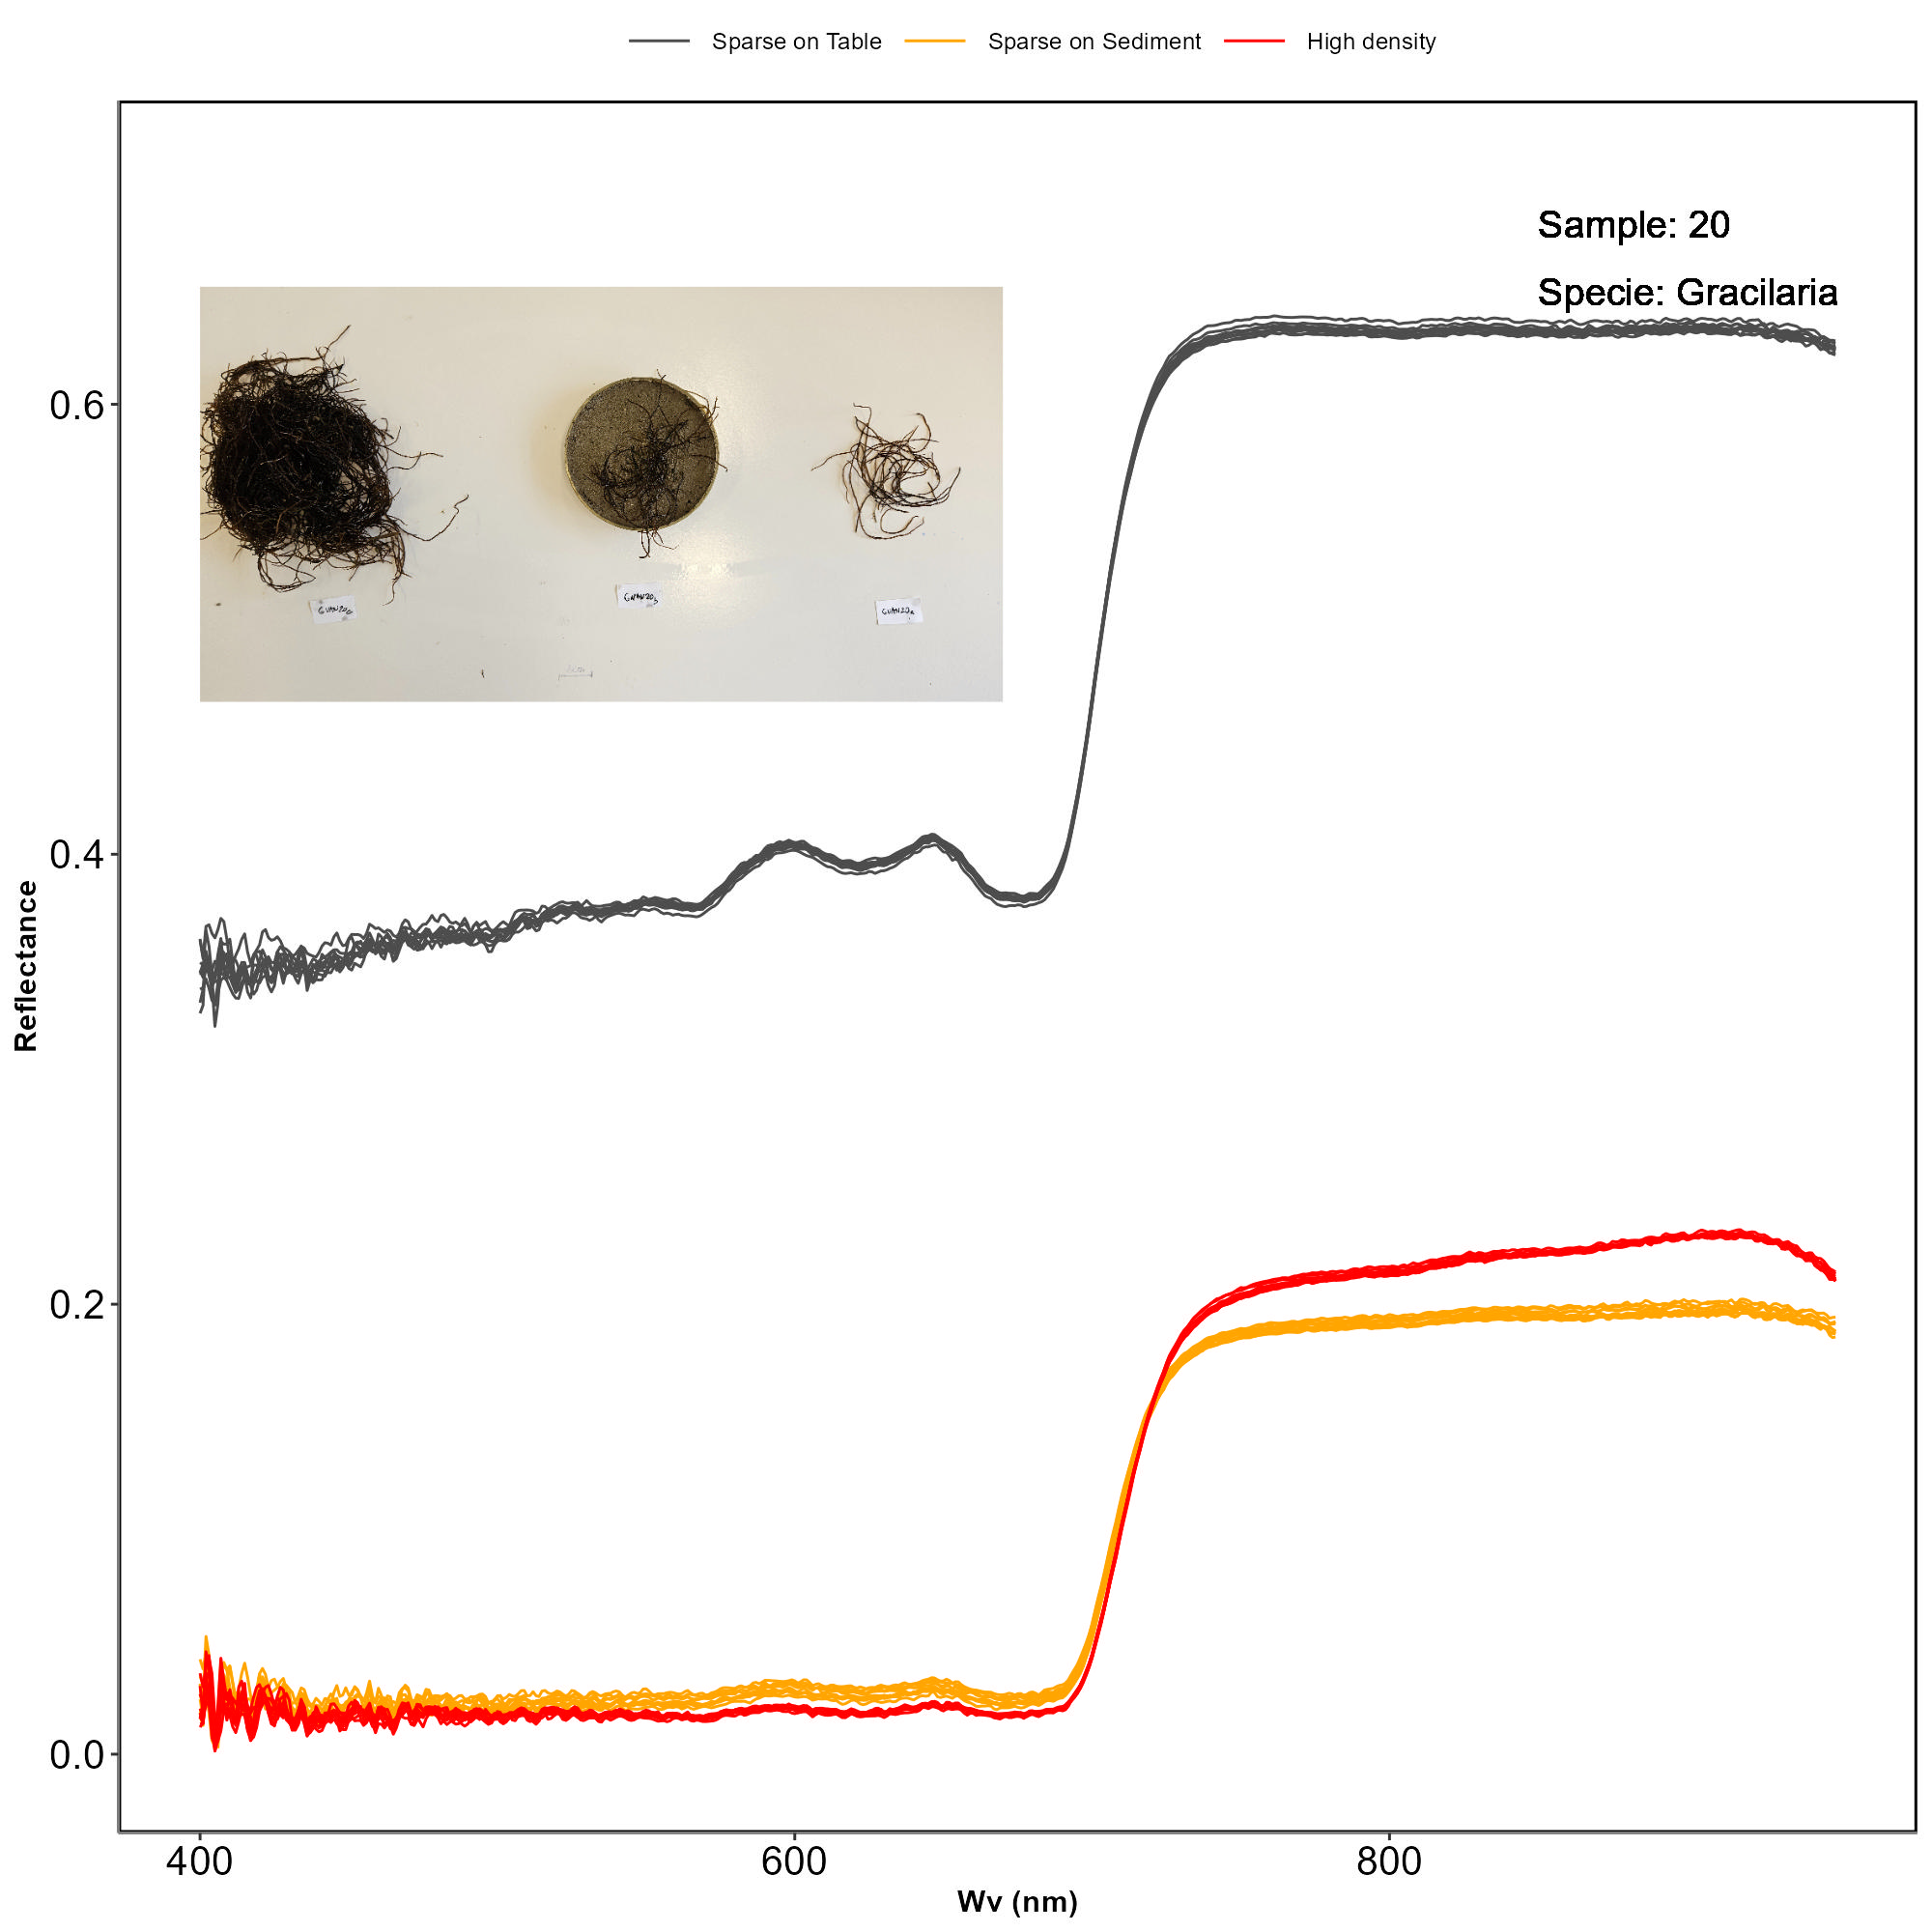 Sparse on Table Sparse on Sediment High density
Sample: 20
Specie: Gracilaria
0.6
0.4
0.2
0.0
Reflectance
400 600 800
Wv (nm)